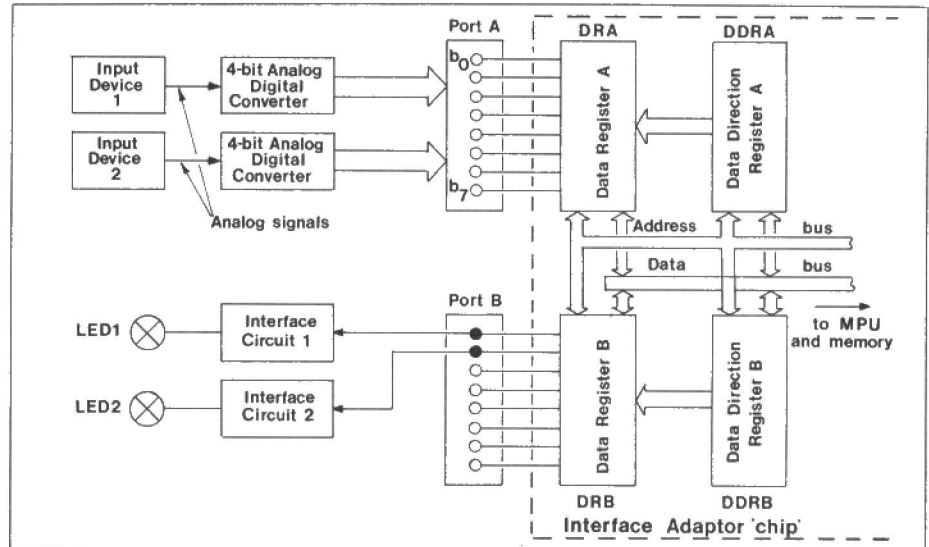 Port A
DRA
DDRA
b0
Input
Device
1
4-bit Analog
Digital
Converter
Data Register A
Data Direction
Register A
Input
Device
2
4-bit Analog
Digital
Converter
b7
Analog signals
Address
bus
Data
bus
Port B
LED1
Interface
Circuit 1
to MPU
and memory
LED2
Interface
Circuit 2
Data Register B
Data Direction
Register B
DRB
DDRB
Interface Adaptor 'chip'